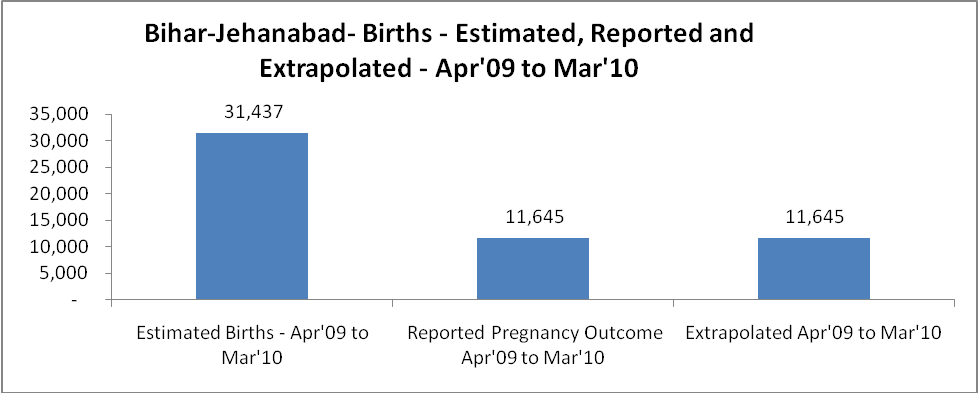 Bihar-Jehanabad- Births - Estimated, Reported and
Extrapolated - Apr'09 to Mar'10
35,000
30,000
25,000
20,000
15,000
10,000
5,000
-
31,437
11,645
11,645
Estimated Births - Apr'09 to
Mar'10
Reported Pregnancy Outcome
Apr'09 to Mar'10
Extrapolated Apr'09 to Mar'10